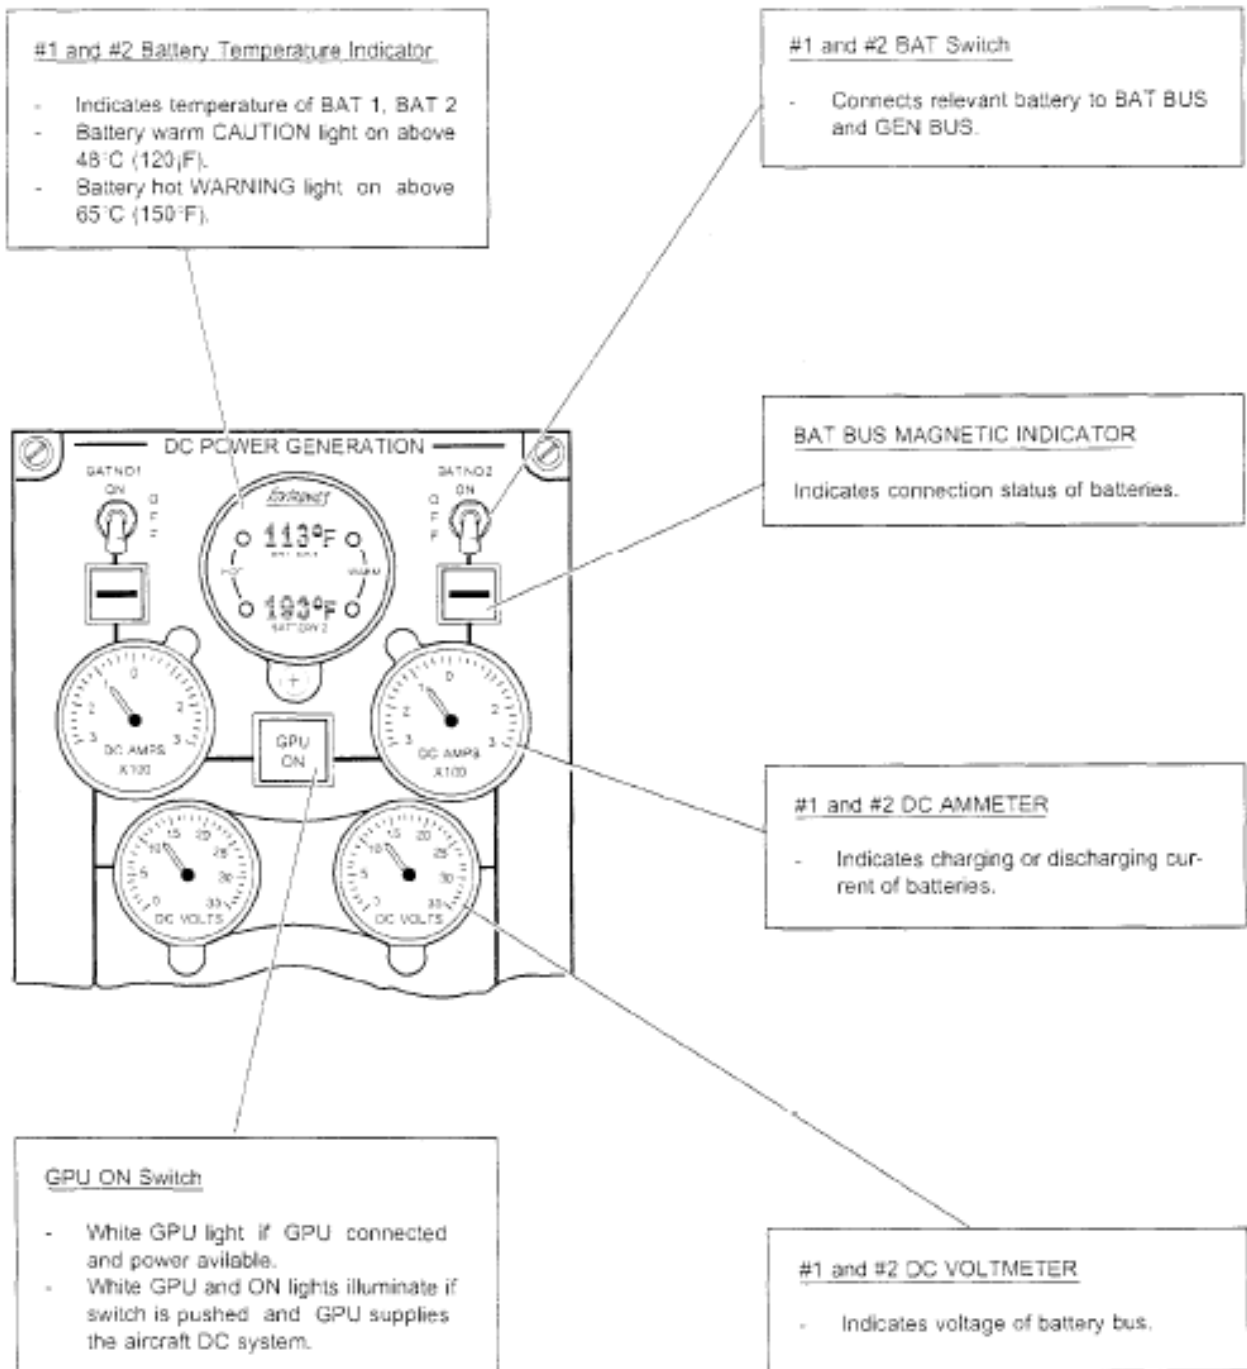 #1 and #2 Battery Temperature Indicator
- Indicates temperature of BAT 1, BAT 2
- Battery warm CAUTION light on above
48°C (120¡F).
- Battery hot WARNING light on above
65°C (150°F).
#1 and #2 BAT Switch
- Connects relevant battery to BAT BUS
and GEN BUS.
BAT BUS MAGNETIC INDICATOR
Indicates connection status of batteries.
DC POWER GENERATION
BAT NO1
ON
OFF
113°F
HOT
WARM
193°F
BATTERY 2
BAT NO2
ON
OFF
3 2 1 0 2 3
DC AMPS
X100
GPU
ON
3 2 1 0 2 3
DC AMPS
X100
0 5 10 15 20 25 30 33
DC VOLTS
0 5 10 15 20 25 30 33
DC VOLTS
#1 and #2 DC AMMETER
- Indicates charging or discharging cur-
rent of batteries.
GPU ON Switch
- White GPU light if GPU connected
and power avilable.
- White GPU and ON lights illuminate if
switch is pushed and GPU supplies
the aircraft DC system.
#1 and #2 DC VOLTMETER
- Indicates voltage of battery bus.